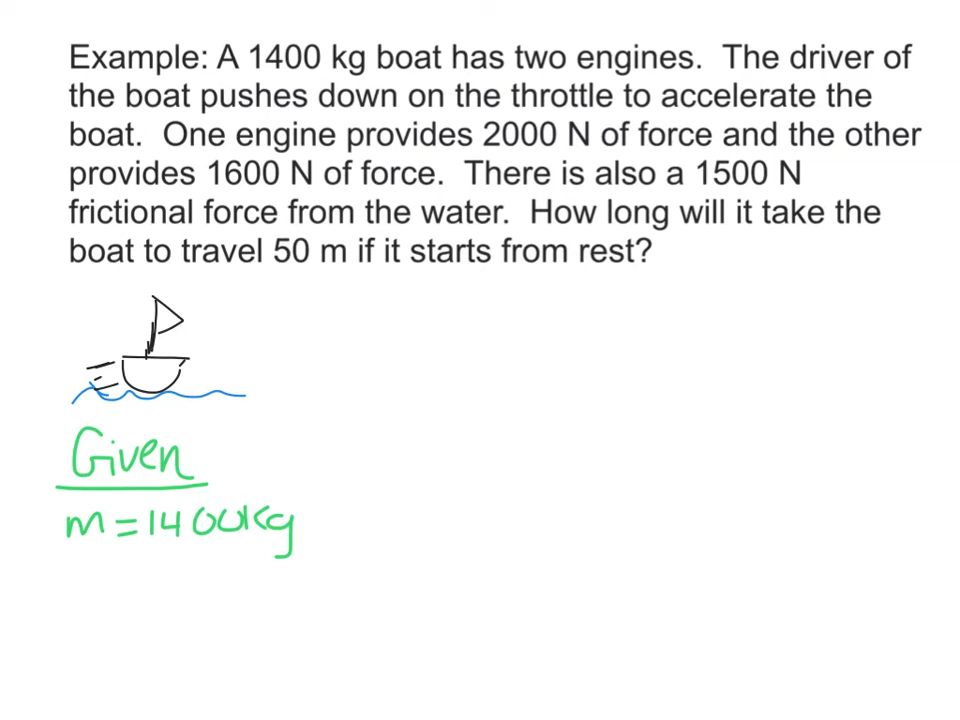 Example: A 1400 kg boat has two engines.  The driver of
the boat pushes down on the throttle to accelerate the
boat.  One engine provides 2000 N of force and the other
provides 1600 N of force.  There is also a 1500 N
frictional force from the water.  How long will it take the
boat to travel 50 m if it starts from rest?
Given
m = 1400kg